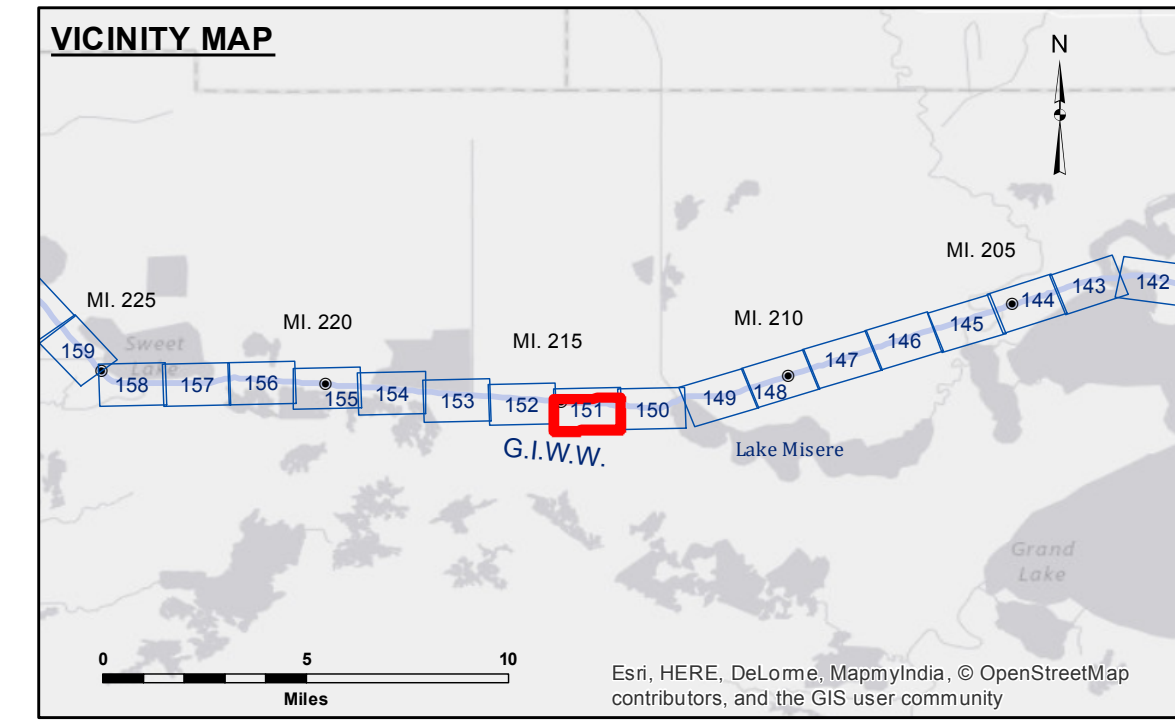 VICINITY MAP
N
MI. 205
142
143
144
MI. 225
MI. 220
MI. 210
145
MI. 215
146
159
Sweet
Lake
147
158
157
156
155
154
153
152
151
150
149
148
G.I.W.W.
Lake Misere
Grand
Lake
0
5
10
Miles
Esri, HERE, DeLorme, MapmyIndia, © OpenStreetMap
contributors, and the GIS user community